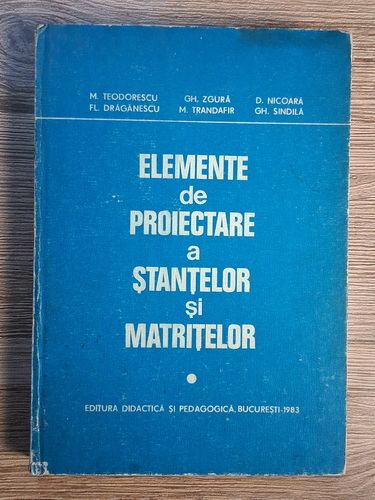 M. TEODORESCU GH. ZGURĂ D. NICOARĂ
FL. DRĂGĂNESCU M. TRANDAFIR GH. SINDILĂ
ELEMENTE
de
PROIECTARE
a
ȘTANȚELOR
și
MATRIȚELOR
EDITURA DIDACTICĂ ȘI PEDAGOGICĂ, BUCUREȘTI-1983